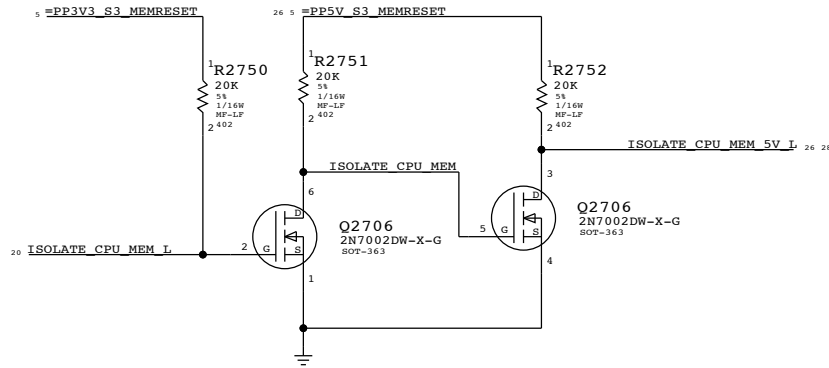 5 =PP3V3_S3_MEMRESET
26 5 =PP5V_S3_MEMRESET
1
R2750
20K
5%
1/16W
MF-LF
402
2
1
R2751
20K
5%
1/16W
MF-LF
402
2
1
R2752
20K
5%
1/16W
MF-LF
402
2
ISOLATE_CPU_MEM_5V_L 26 28
ISOLATE_CPU_MEM
3
6
D
D
Q2706
2N7002DW-X-G
SOT-363
Q2706
2N7002DW-X-G
SOT-363
5
G
S
20 ISOLATE_CPU_MEM_L
2
G
S
4
1